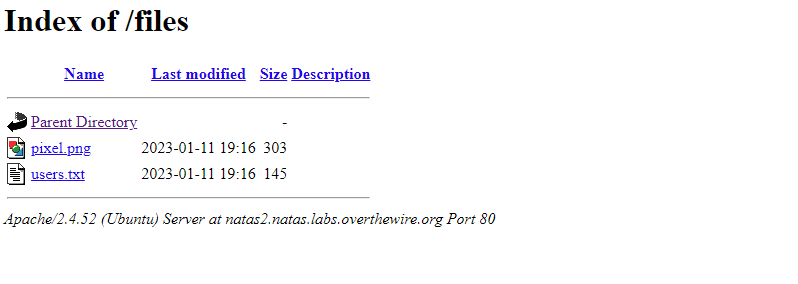 Index of /files
Name Last modified Size Description
Parent Directory -
pixel.png 2023-01-11 19:16 303
users.txt 2023-01-11 19:16 145
Apache/2.4.52 (Ubuntu) Server at natas2.natas.labs.overthewire.org Port 80